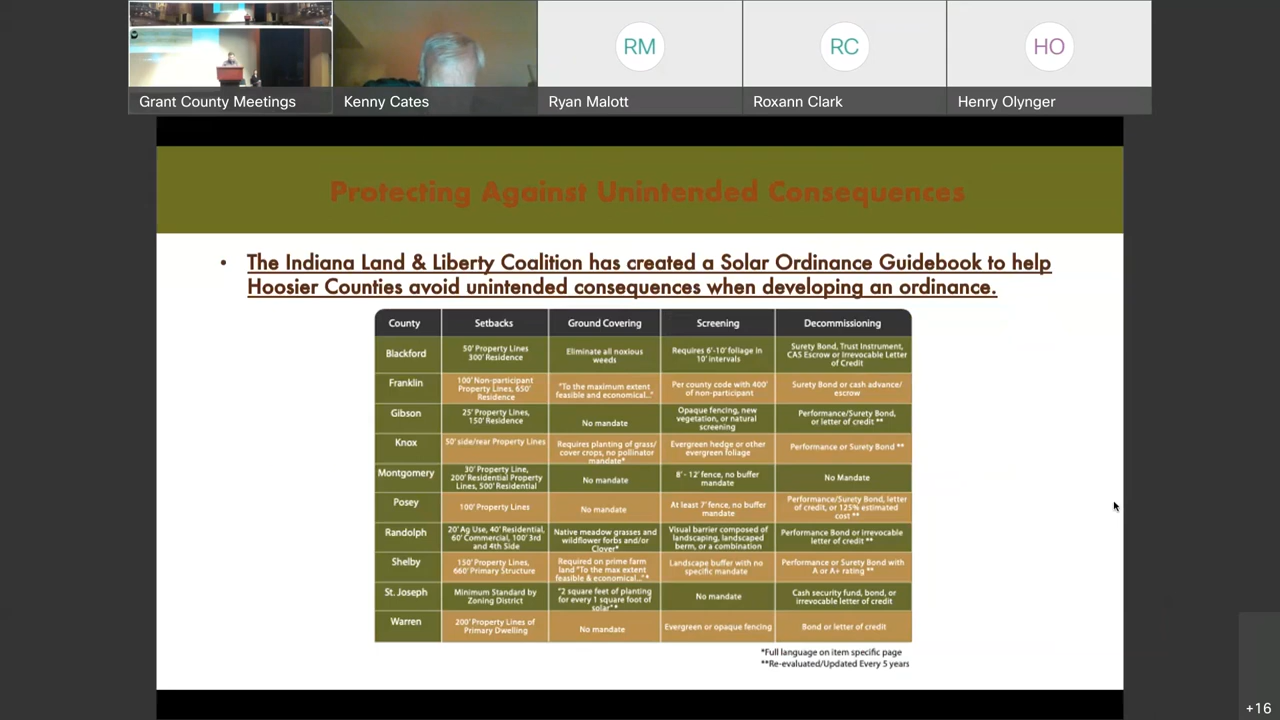 Grant County Meetings
Kenny Cates
RM
Ryan Malott
RC
Roxann Clark
HO
Henry Olynger
Protecting Against Unintended Consequences
• The Indiana Land & Liberty Coalition has created a Solar Ordinance Guidebook to help
Hoosier Counties avoid unintended consequences when developing an ordinance.
County
Setbacks
Ground Covering
Screening
Decommissioning
Blackford
50' Property Lines
300' Residence
Eliminate all noxious
weeds
Requires 6'-10' foliage in
10' intervals
Surety Bond, Trust Instrument,
CAS Escrow or Irrevocable Letter
of Credit
Franklin
100' Non-participant
Property Lines, 650'
Residence
"To the maximum extent
feasible and economical..."
Per county code with 400'
of non-participant
Surety Bond or cash advance/
escrow
Gibson
25' Property Lines,
150' Residence
No mandate
Opaque fencing, new
vegetation, or natural
screening
Performance/Surety Bond,
or letter of credit **
Knox
50' side/rear Property Lines
Requires planting of grass/
cover crops, no pollinator
mandate*
Evergreen hedge or other
evergreen foliage
Performance or Surety Bond **
Montgomery
30' Property Line,
200' Residential Property
Lines, 500' Residential
No mandate
8' - 12' fence, no buffer
mandate
No Mandate
Posey
100' Property Lines
No mandate
At least 7' fence, no buffer
mandate
Performance/Surety Bond, letter
of credit, or 125% estimated
cost **
Randolph
20' Ag Use, 40' Residential,
60' Commercial, 100' 3rd
and 4th Side
Native meadow grasses and
wildflower forbs and/or
Clover*
Visual barrier composed of
landscaping, landscaped
berm, or a combination
Performance Bond or irrevocable
letter of credit **
Shelby
150' Property Lines,
660' Primary Structure
Required on prime farm
land "To the max extent
feasible & economical..."*
Landscape buffer with no
specific mandate
Performance or Surety Bond with
A or A+ rating **
St. Joseph
Minimum Standard by
Zoning District
"2 square feet of planting
for every 1 square foot of
solar"*
No mandate
Cash security fund, bond, or
irrevocable letter of credit
Warren
200' Property Lines of
Primary Dwelling
No mandate
Evergreen or opaque fencing
Bond or letter of credit
*Full language on item specific page
**Re-evaluated/Updated Every 5 years
+16